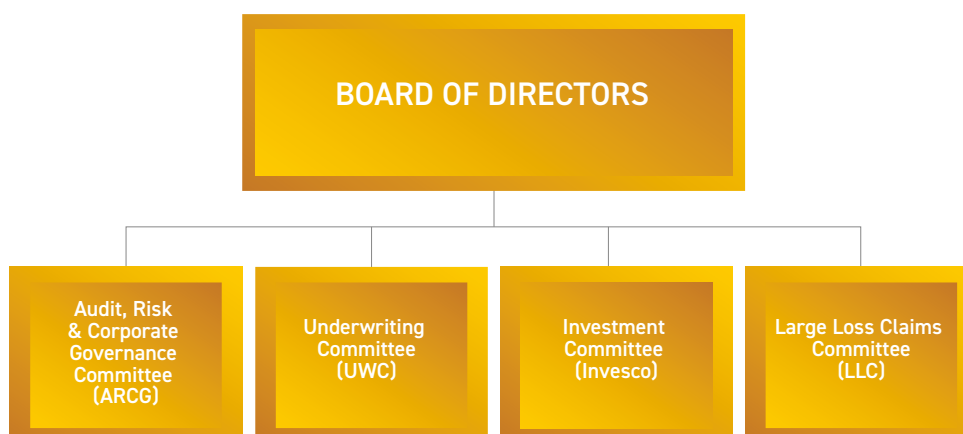 BOARD OF DIRECTORS
Audit, Risk
& Corporate
Governance
Committee
(ARCG)
Underwriting
Committee
(UWC)
Investment
Committee
(Invesco)
Large Loss Claims
Committee
(LLC)